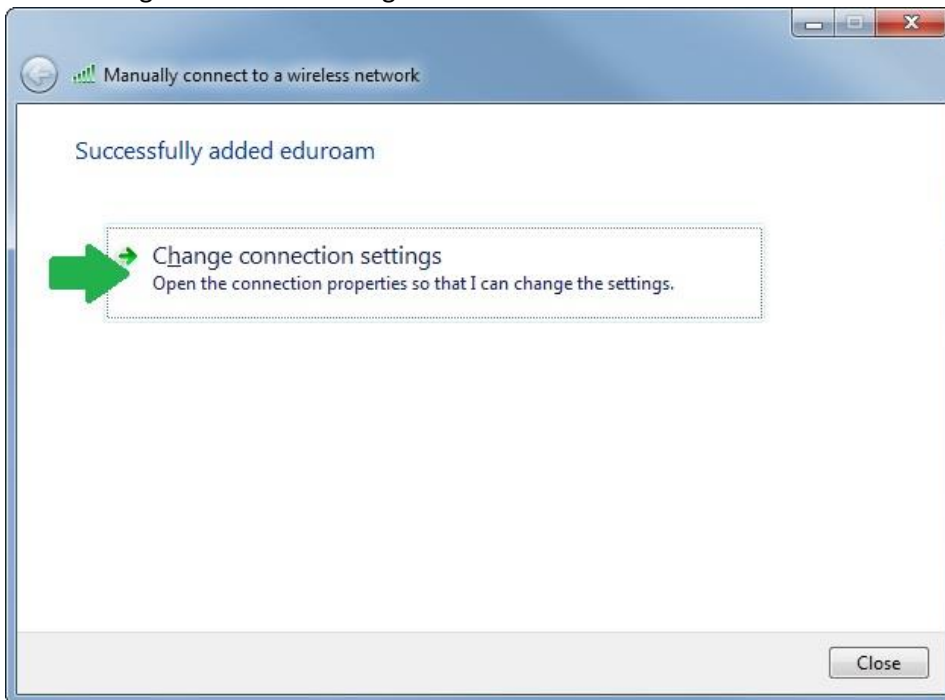 Manually connect to a wireless network
Successfully added eduroam
Change connection settings
Open the connection properties so that I can change the settings.
Close